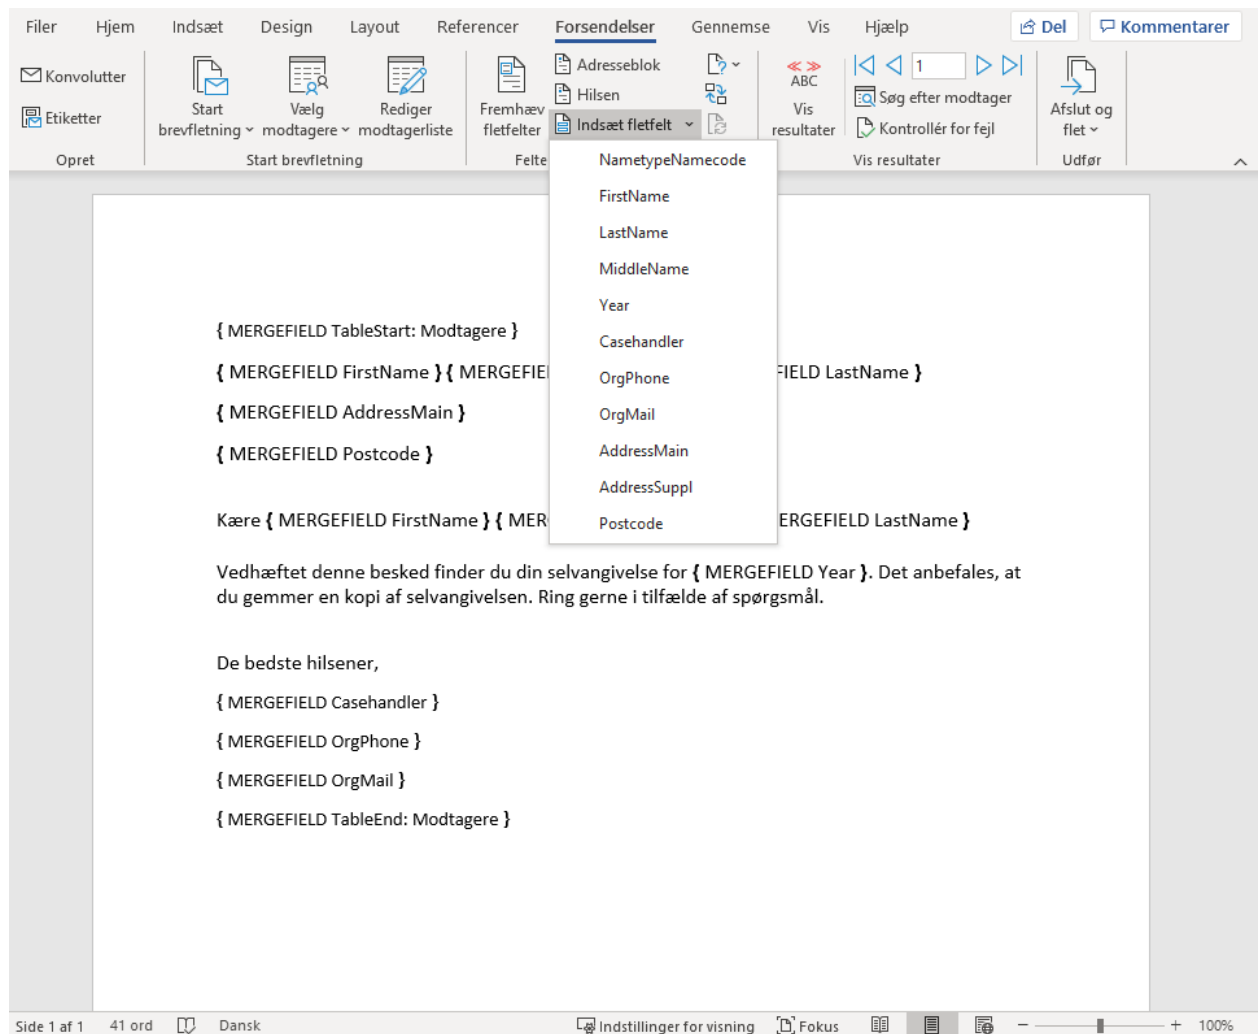 Filer Hjem Indsæt Design Layout Referencer Forsendelser Gennemse Vis Hjælp Del Kommentarer
Konvolutter
Etiketter
Opret
Start
brevfletning
Vælg
modtagere
Rediger
modtagerliste
Start brevfletning
Fremhæv
fletfelter
Adresseblok
Hilsen
Indsæt fletfelt
Felte
ABC
Vis
resultater
1
Søg efter modtager
Kontrollér for fejl
Vis resultater
Afslut og
flet
Udfør
NametypeNamecode
FirstName
LastName
MiddleName
Year
Casehandler
OrgPhone
OrgMail
AddressMain
AddressSuppl
Postcode
{ MERGEFIELD TableStart: Modtagere }
{ MERGEFIELD FirstName } { MERGEFIE FIELD LastName }
{ MERGEFIELD AddressMain }
{ MERGEFIELD Postcode }
Kære { MERGEFIELD FirstName } { MER ERGEFIELD LastName }
Vedhæftet denne besked finder du din selvangivelse for { MERGEFIELD Year }. Det anbefales, at
du gemmer en kopi af selvangivelsen. Ring gerne i tilfælde af spørgsmål.
De bedste hilsener,
{ MERGEFIELD Casehandler }
{ MERGEFIELD OrgPhone }
{ MERGEFIELD OrgMail }
{ MERGEFIELD TableEnd: Modtagere }
Side 1 af 1 41 ord Dansk Indstillinger for visning Fokus 100%